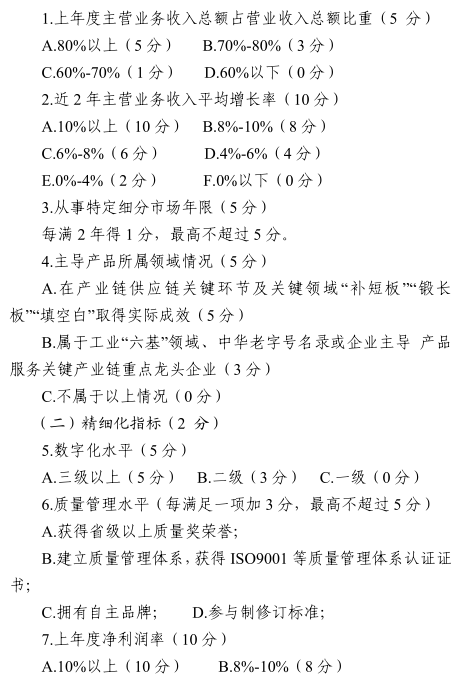 1.上年度主营业务收入总额占营业收入总额比重（5 分）
A.80%以上（5分） B.70%-80%（3分）
C.60%-70%（1分） D.60%以下（0分）
2.近2年主营业务收入平均增长率（10分）
A.10%以上（10分） B.8%-10%（8分）
C.6%-8%（6分） D.4%-6%（4分）
E.0%-4%（2分） F.0%以下（0分）
3.从事特定细分市场年限（5分）
每满2年得1分，最高不超过5分。
4.主导产品所属领域情况（5分）
A.在产业链供应链关键环节及关键领域“补短板”“锻长
板”“填空白”取得实际成效（5分）
B.属于工业“六基”领域、中华老字号名录或企业主导 产品
服务关键产业链重点龙头企业（3分）
C.不属于以上情况（0分）
（二）精细化指标（2 分）
5.数字化水平（5分）
A.三级以上（5分） B.二级（3分） C.一级（0分）
6.质量管理水平（每满足一项加3分，最高不超过5分）
A.获得省级以上质量奖荣誉；
B.建立质量管理体系，获得ISO9001等质量管理体系认证证
书；
C.拥有自主品牌； D.参与制修订标准；
7.上年度净利润率（10分）
A.10%以上（10分） B.8%-10%（8分）